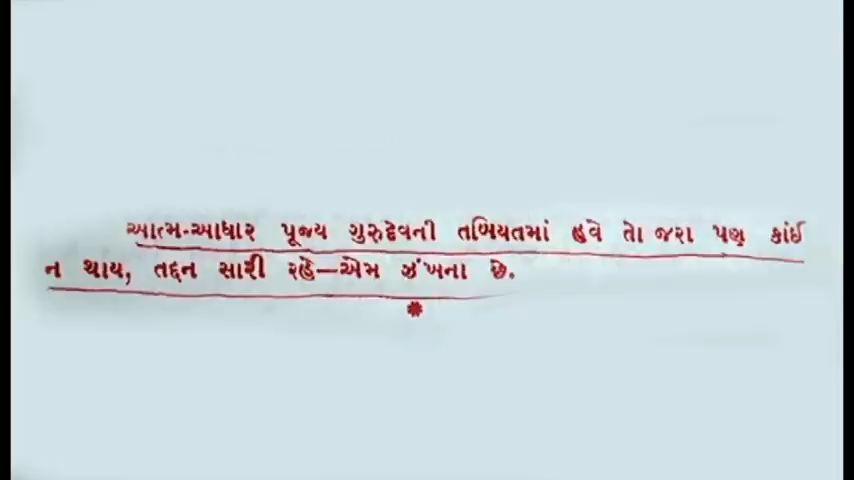 આત્મ-આધાર પૂજ્ય ગુરુદેવની તબિયતમાં હવે તો જરા પણ કાંઈ
ન થાય, તદ્દન સારી રહે—એમ ઝંખના છે.